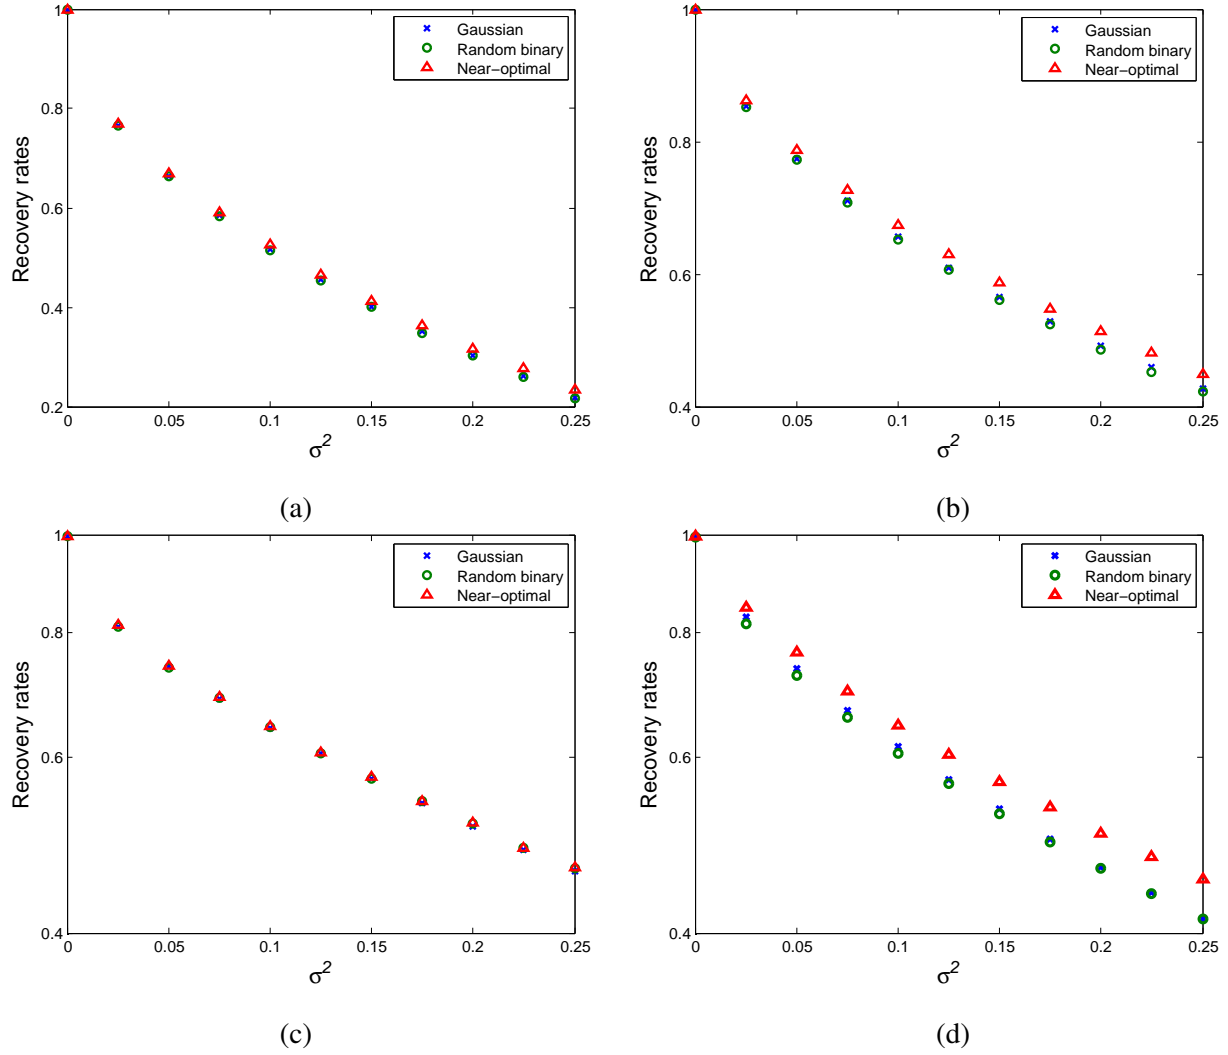 1
0.8
0.6
0.4
0.2
0 0.05 0.1 0.15 0.2 0.25
Recovery rates
σ²
Gaussian
Random binary
Near−optimal
(a)
1
0.8
0.6
0.4
0 0.05 0.1 0.15 0.2 0.25
Recovery rates
σ²
Gaussian
Random binary
Near−optimal
(b)
1
0.8
0.6
0.4
0 0.05 0.1 0.15 0.2 0.25
Recovery rates
σ²
Gaussian
Random binary
Near−optimal
(c)
1
0.8
0.6
0.4
0 0.05 0.1 0.15 0.2 0.25
Recovery rates
σ²
Gaussian
Random binary
Near−optimal
(d)